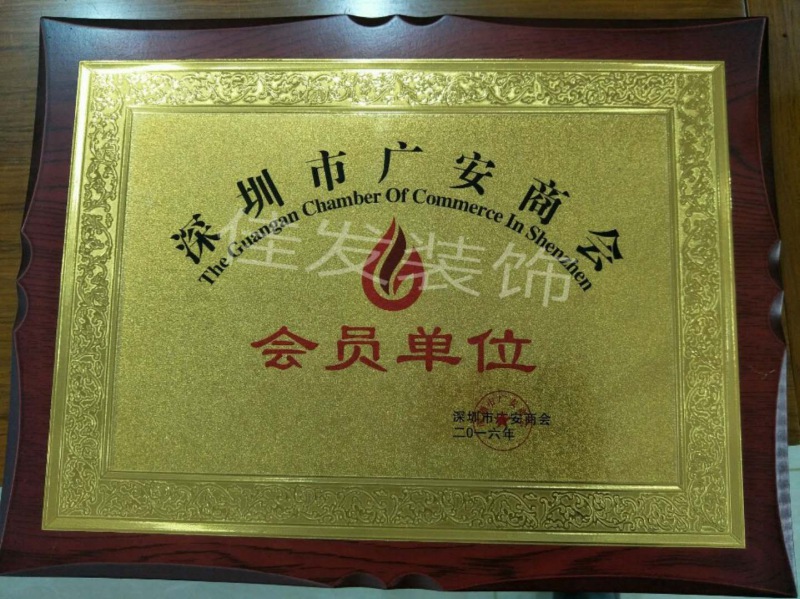 深圳市广安商会
The Guangan Chamber Of Commerce In Shenzhen
佳发装饰
会员单位
深圳市广安商会
二〇一六年